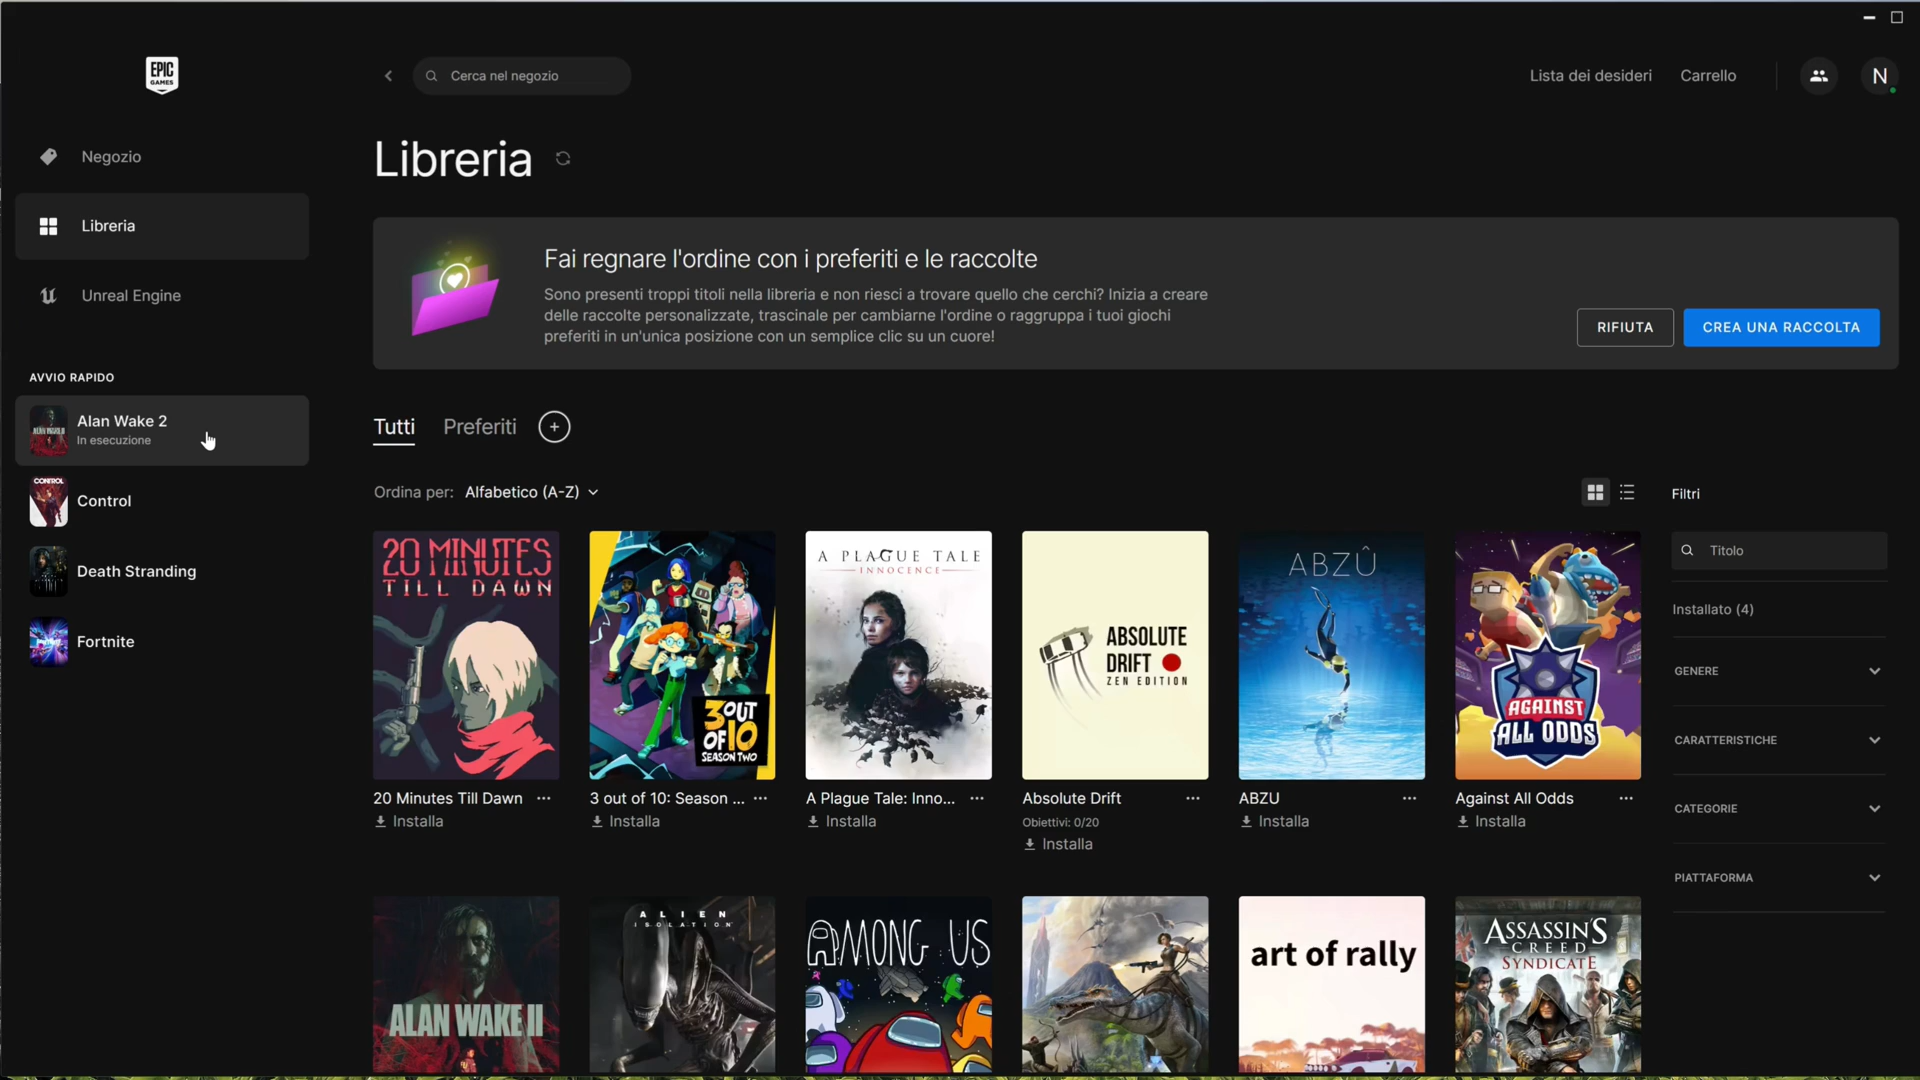 EPIC
GAMES
Cerca nel negozio
Lista dei desideri
Carrello
N
Negozio
Libreria
Unreal Engine
AVVIO RAPIDO
Alan Wake 2
In esecuzione
CONTROL
Control
Death Stranding
Fortnite
Libreria
Fai regnare l'ordine con i preferiti e le raccolte
Sono presenti troppi titoli nella libreria e non riesci a trovare quello che cerchi? Inizia a creare
delle raccolte personalizzate, trascinale per cambiarne l'ordine o raggruppa i tuoi giochi
preferiti in un'unica posizione con un semplice clic su un cuore!
RIFIUTA
CREA UNA RACCOLTA
Tutti
Preferiti
Ordina per: Alfabetico (A-Z)
20 MINUTES
TILL DAWN
3 OUT
OF 10
SEASON TWO
A PLAGUE TALE
INNOCENCE
ABSOLUTE
DRIFT
ZEN EDITION
ABZÛ
AGAINST
ALL ODDS
20 Minutes Till Dawn
Installa
3 out of 10: Season ...
Installa
A Plague Tale: Inno...
Installa
Absolute Drift
Obiettivi: 0/20
Installa
ABZU
Installa
Against All Odds
Installa
ALAN WAKE II
ALIEN
ISOLATION
AMONG US
art of rally
ASSASSIN'S
CREED
SYNDICATE
Filtri
Titolo
Installato (4)
GENERE
CARATTERISTICHE
CATEGORIE
PIATTAFORMA